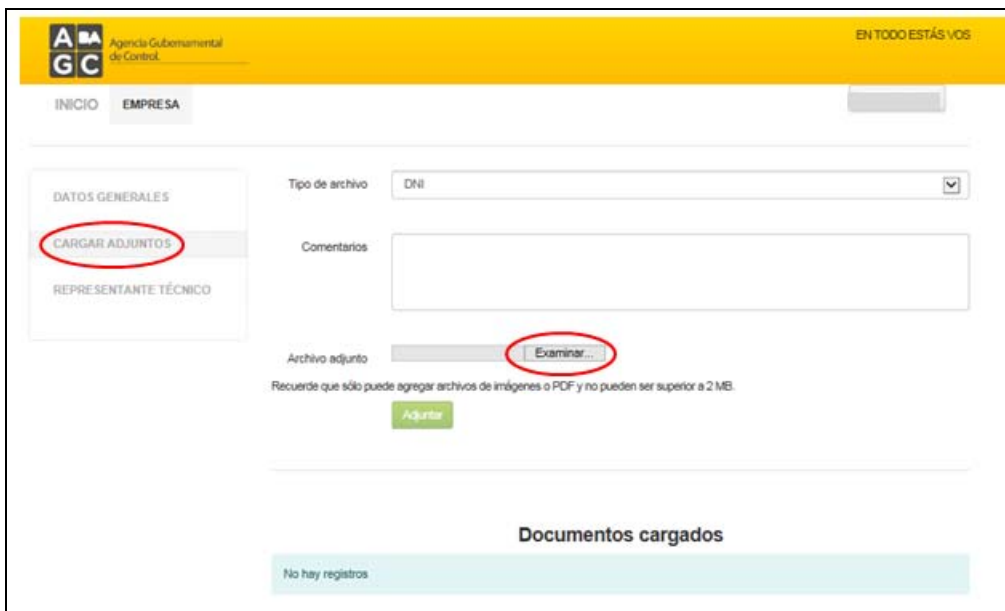 A BA
G C
Agencia Gubernamental
de Control.
EN TODO ESTÁS VOS
INICIO
EMPRESA
DATOS GENERALES
CARGAR ADJUNTOS
REPRESENTANTE TÉCNICO
Tipo de archivo
DNI
Comentarios
Archivo adjunto
Examinar...
Recuerde que sólo puede agregar archivos de imágenes o PDF y no pueden ser superior a 2 MB.
Adjuntar
Documentos cargados
No hay registros